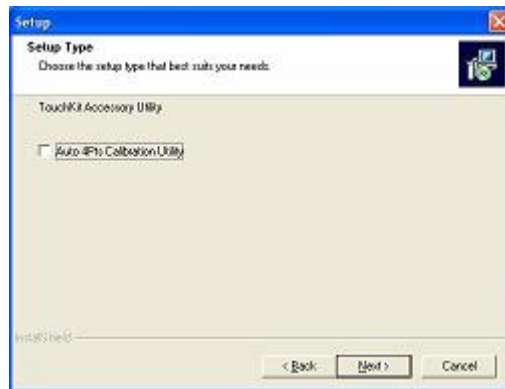 Setup
Setup Type
Choose the setup type that best suits your needs.
TouchKit Accessory Utility
Auto 4Pts Calibration Utility
InstallShield
< Back
Next >
Cancel